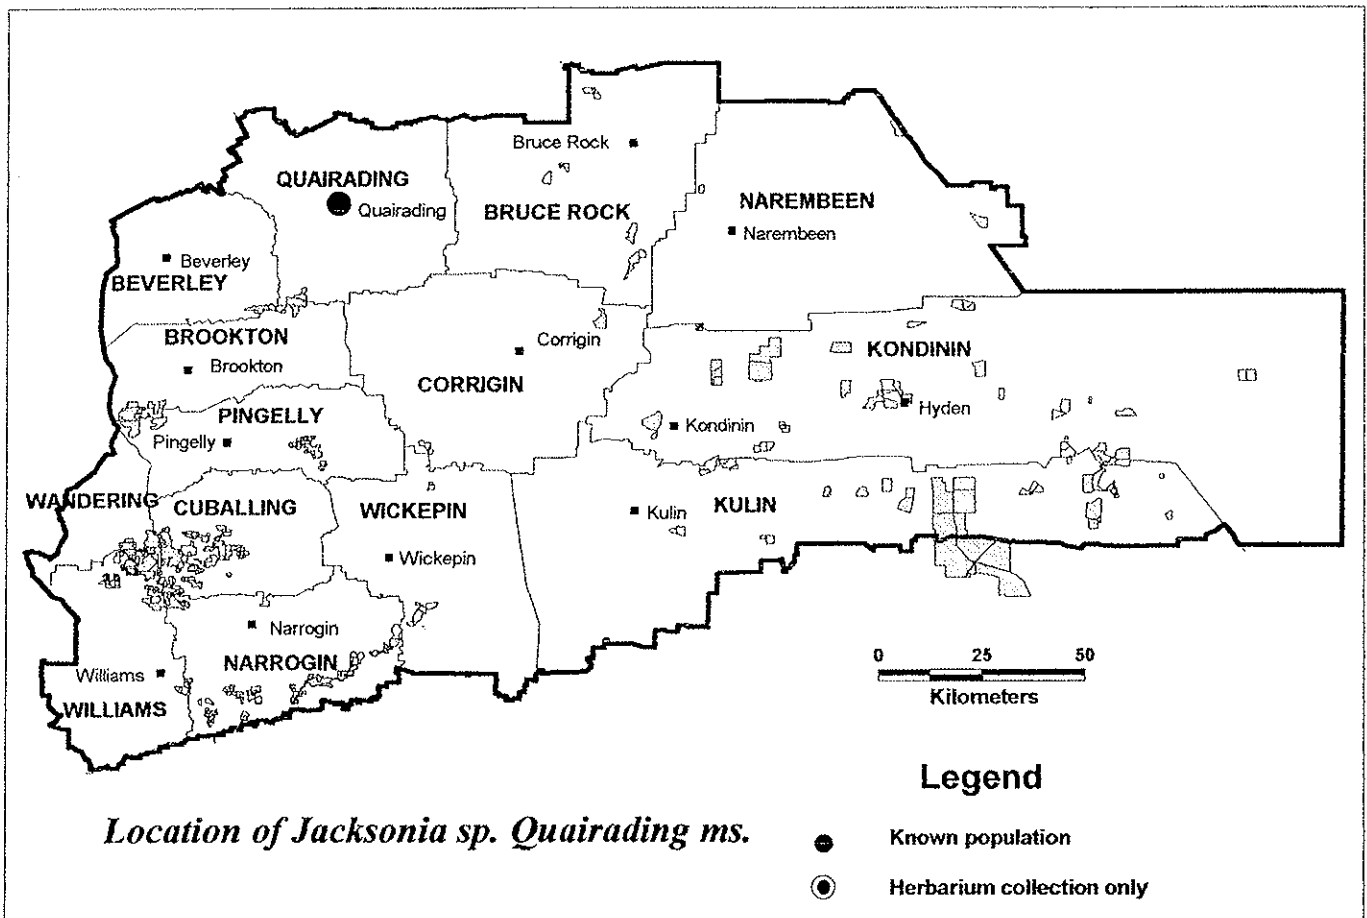 Bruce Rock
QUAIRADING
Quairading
BRUCE ROCK
NAREMBEEN
Narembeen
Beverley
BEVERLEY
BROOKTON
Brookton
Corrigin
CORRIGIN
KONDININ
Hyden
Kondinin
PINGELLY
Pingelly
WANDERING
CUBALLING
WICKEPIN
Wickepin
Kulin
KULIN
Narrogin
NARROGIN
Williams
WILLIAMS
0 25 50
Kilometers
Legend
Location of Jacksonia sp. Quairading ms.
Known population
Herbarium collection only